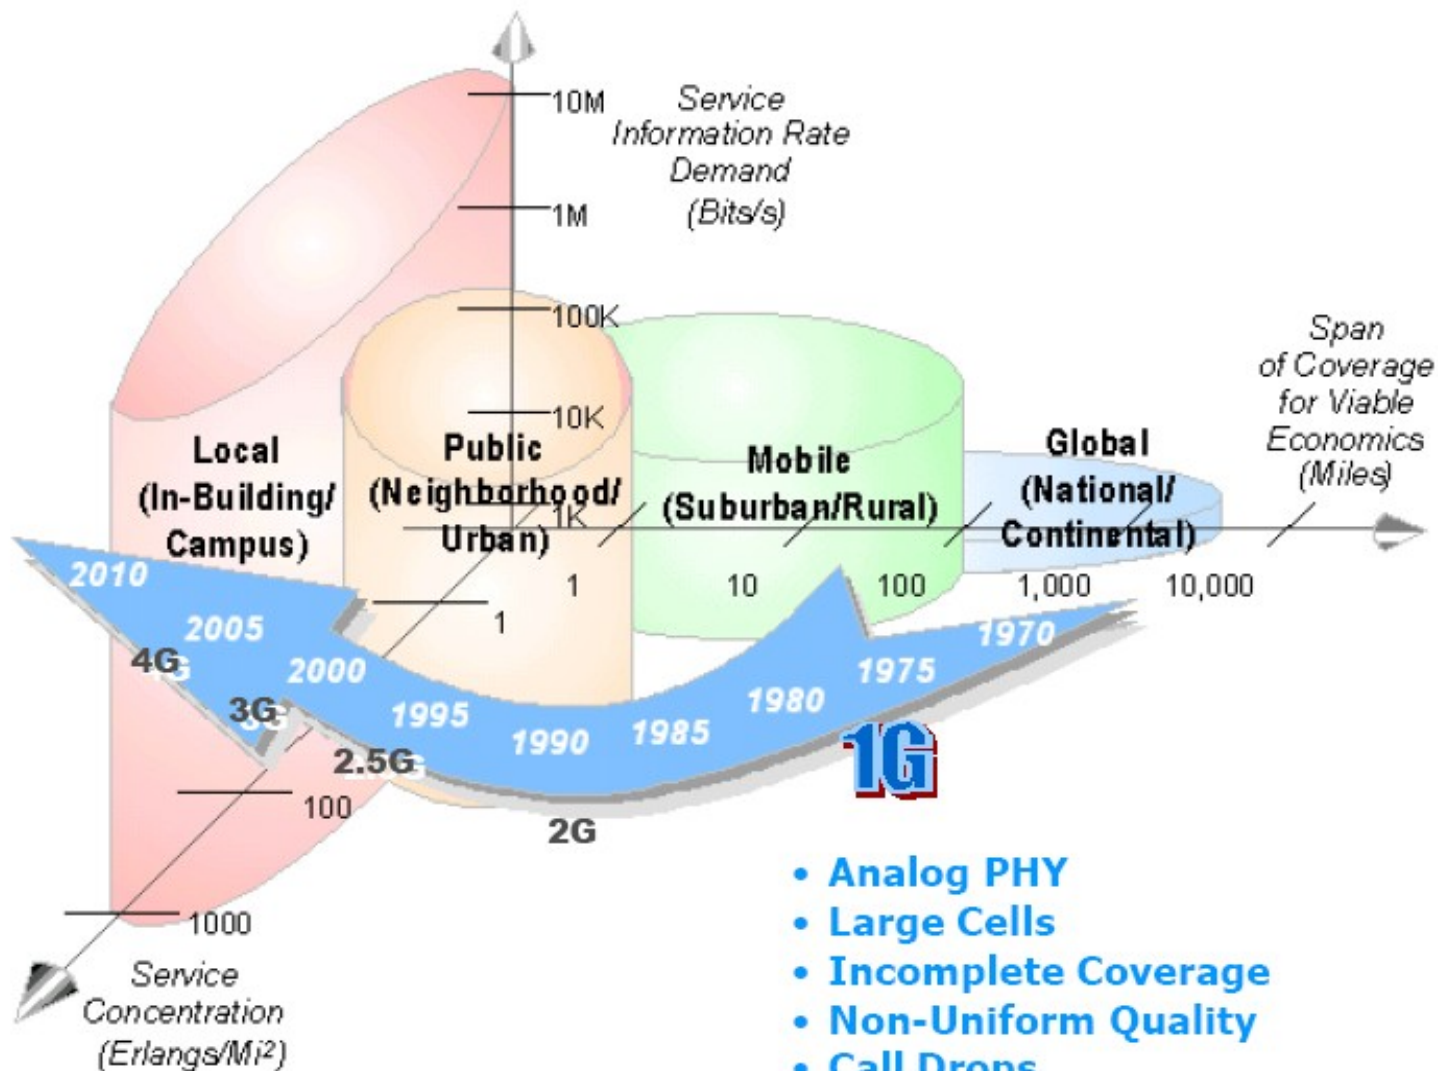 10M
Service
Information Rate
Demand
(Bits/s)
1M
100K
10K
1K
Span
of Coverage
for Viable
Economics
(Miles)
Local
(In-Building/
Campus)
Public
(Neighborhood/
Urban)
Mobile
(Suburban/Rural)
Global
(National/
Continental)
1
10
100
1,000
10,000
1
100
1000
2010
2005
2000
1995
1990
1985
1980
1975
1970
4G
3G
2.5G
2G
1G
Service
Concentration
(Erlangs/Mi²)
• Analog PHY
• Large Cells
• Incomplete Coverage
• Non-Uniform Quality
• Call Drops